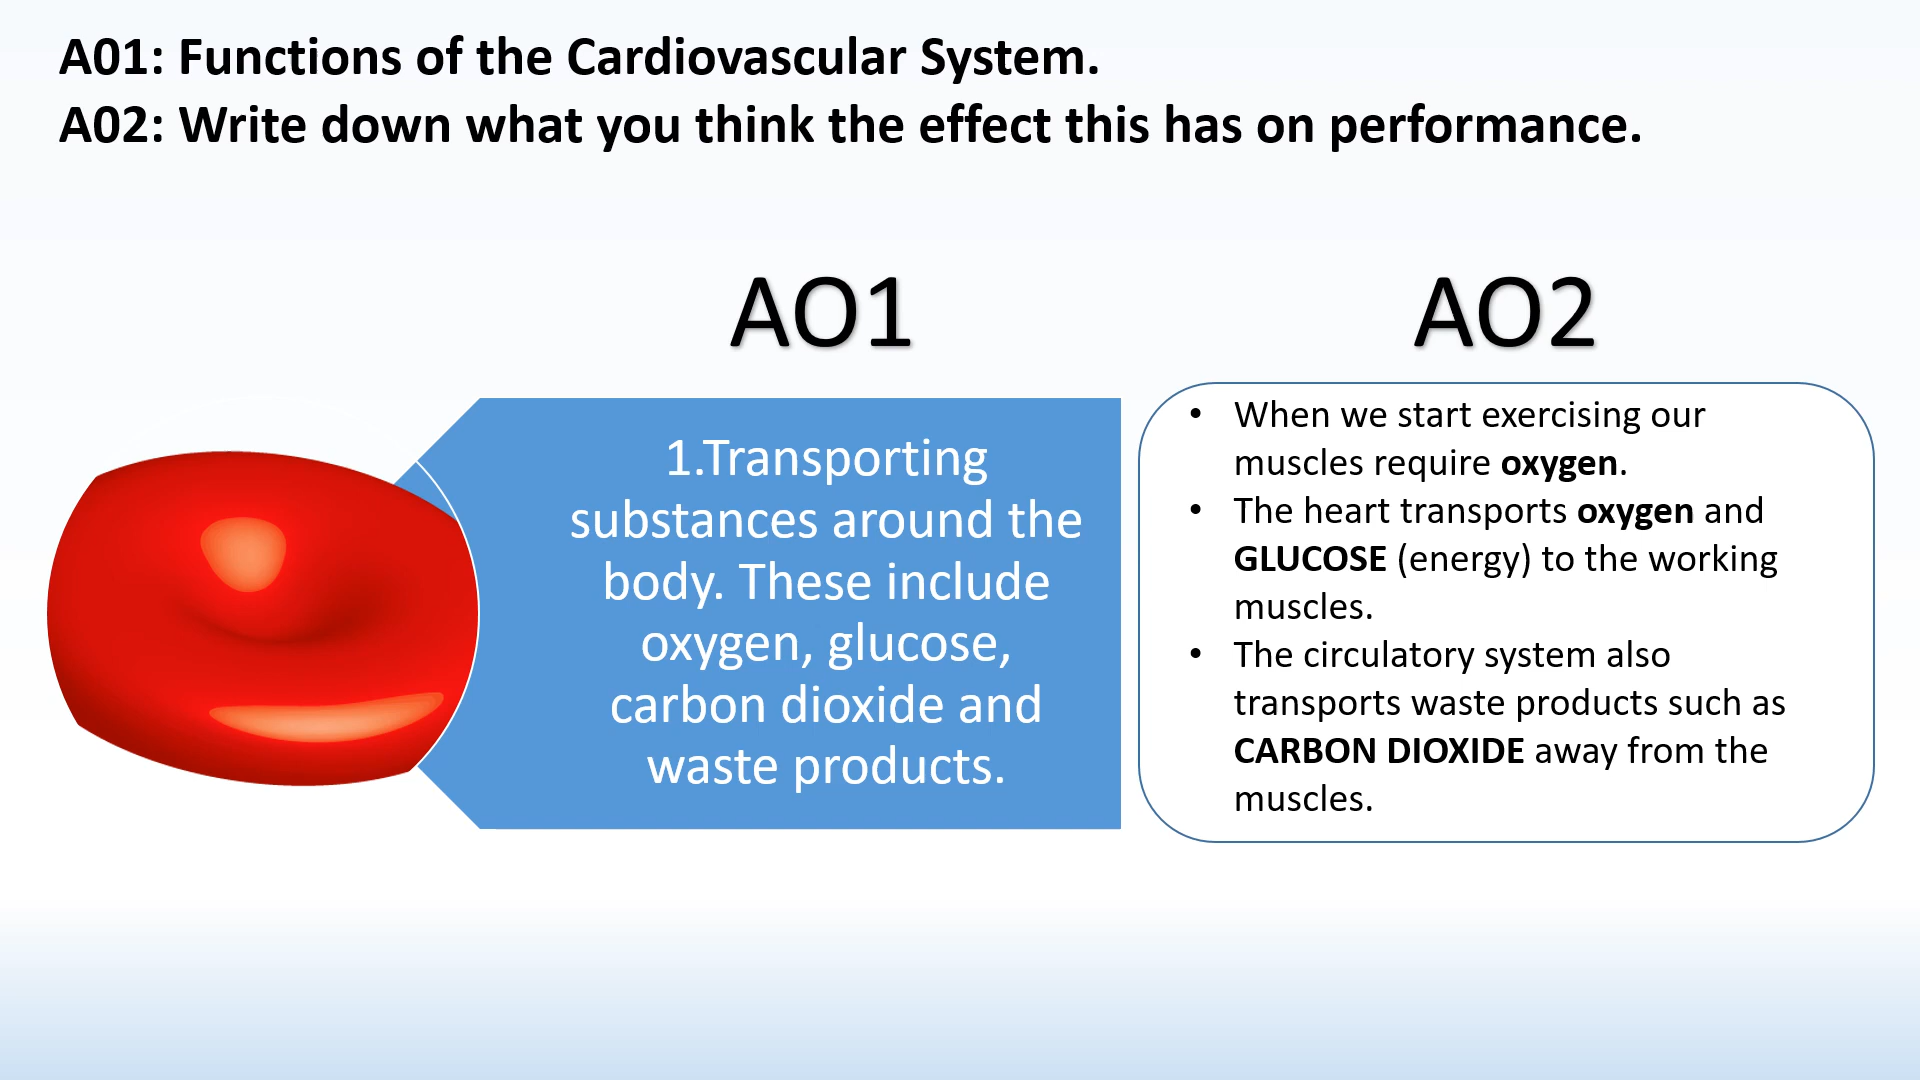 A01: Functions of the Cardiovascular System.
A02: Write down what you think the effect this has on performance.
AO1
AO2
1.Transporting
substances around the
body. These include
oxygen, glucose,
carbon dioxide and
waste products.
• When we start exercising our
muscles require oxygen.
• The heart transports oxygen and
GLUCOSE (energy) to the working
muscles.
• The circulatory system also
transports waste products such as
CARBON DIOXIDE away from the
muscles.